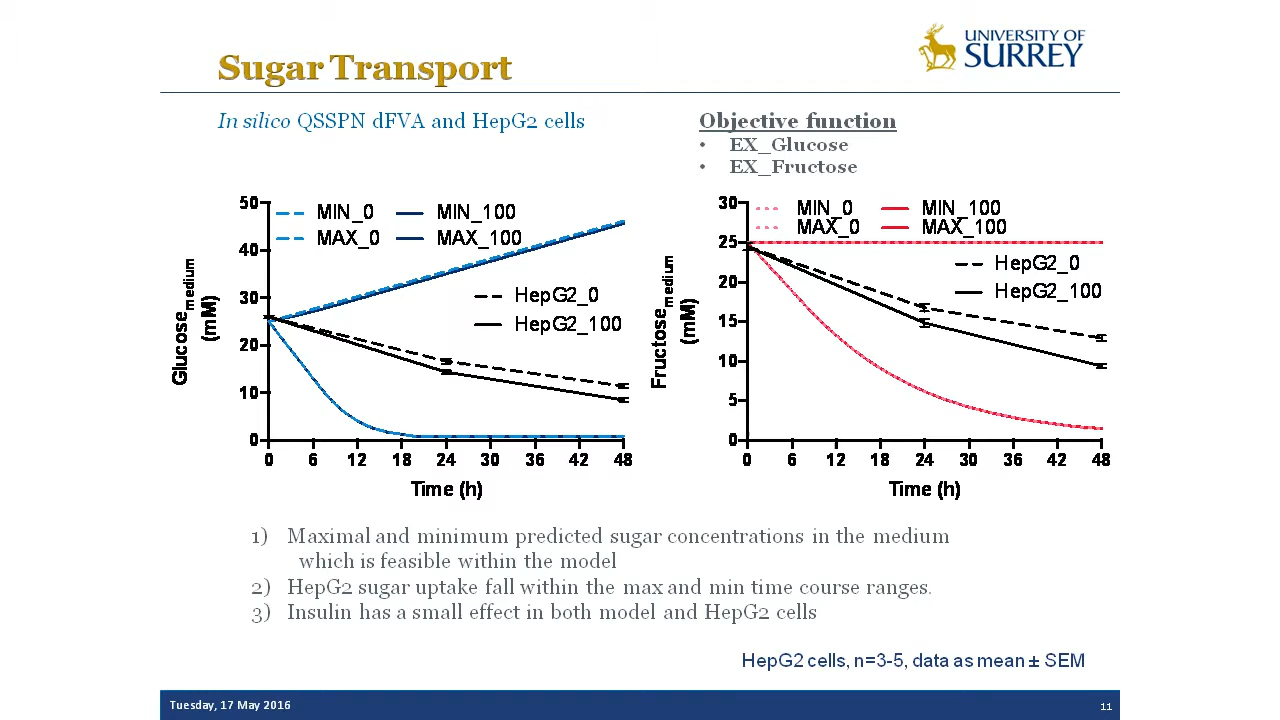 Sugar Transport
UNIVERSITY OF
SURREY
In silico QSSPN dFVA and HepG2 cells
Objective function
• EX_Glucose
• EX_Fructose
50
40
30
20
10
0
MIN_0 MIN_100
MAX_0 MAX_100
HepG2_0
HepG2_100
Glucose medium
(mM)
0 6 12 18 24 30 36 42 48
Time (h)
30
25
20
15
10
5
0
MIN_0 MIN_100
MAX_0 MAX_100
HepG2_0
HepG2_100
Fructose medium
(mM)
0 6 12 18 24 30 36 42 48
Time (h)
1) Maximal and minimum predicted sugar concentrations in the medium
which is feasible within the model
2) HepG2 sugar uptake fall within the max and min time course ranges.
3) Insulin has a small effect in both model and HepG2 cells
HepG2 cells, n=3-5, data as mean ± SEM
Tuesday, 17 May 2016
11